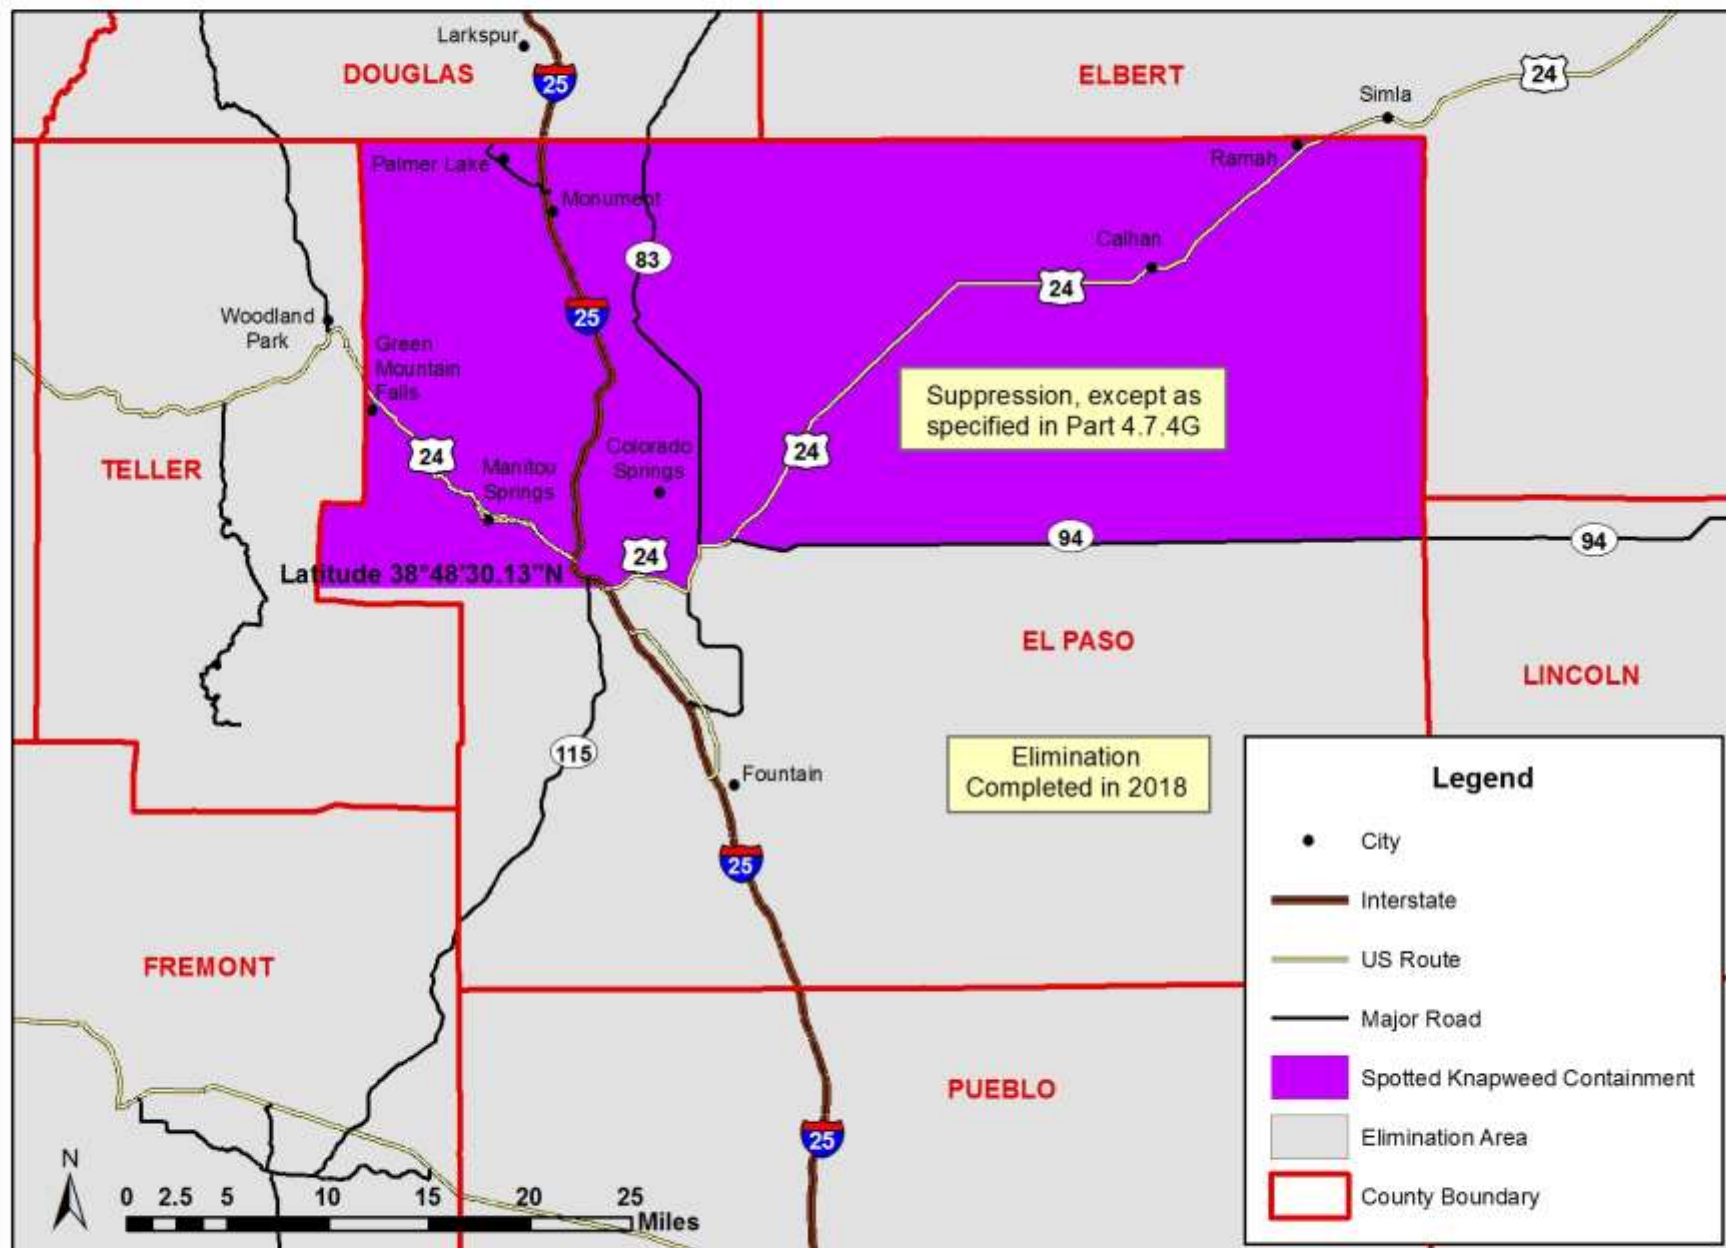 Larkspur
DOUGLAS
25
ELBERT
24
Simla
Palmer Lake
Ramah
Monument
Calhan
83
24
25
Woodland
Park
Green
Mountain
Falls
Suppression, except as
specified in Part 4.7.4G
24
24
Colorado
Springs
Manitou
Springs
TELLER
94
94
24
Latitude 38°48'30.13"N
EL PASO
LINCOLN
115
Fountain
Elimination
Completed in 2018
25
FREMONT
PUEBLO
25
Legend
City
Interstate
US Route
Major Road
Spotted Knapweed Containment
Elimination Area
County Boundary
N
0 2.5 5 10 15 20 25
Miles